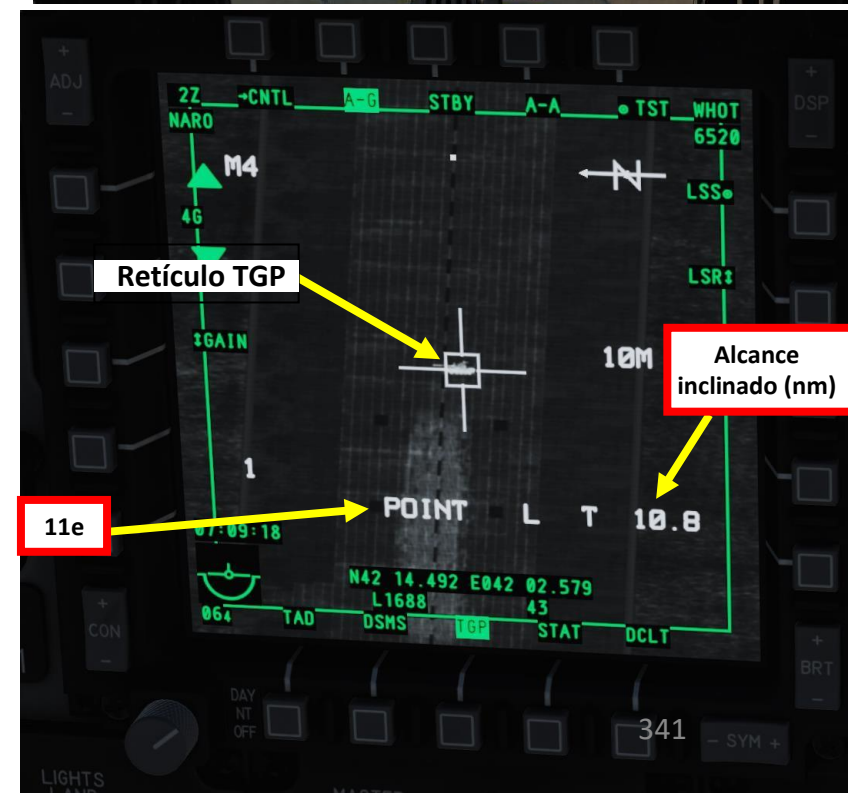 +
ADJ
−
+
DSP
−
2Z →CNTL A-G STBY A-A TST WHOT
NARO 6520
M4 N
LSS
4G
Retículo TGP
LSR↕
↕GAIN
10M
Alcance
inclinado (nm)
1
POINT L T 10.8
11e
07:09:18
N42 14.492 E042 02.579
L1688 43
064 TAD DSMS TGP STAT DCLT
+
CON
−
+
BRT
−
DAY
NT
OFF
341
− SYM +
LIGHTS